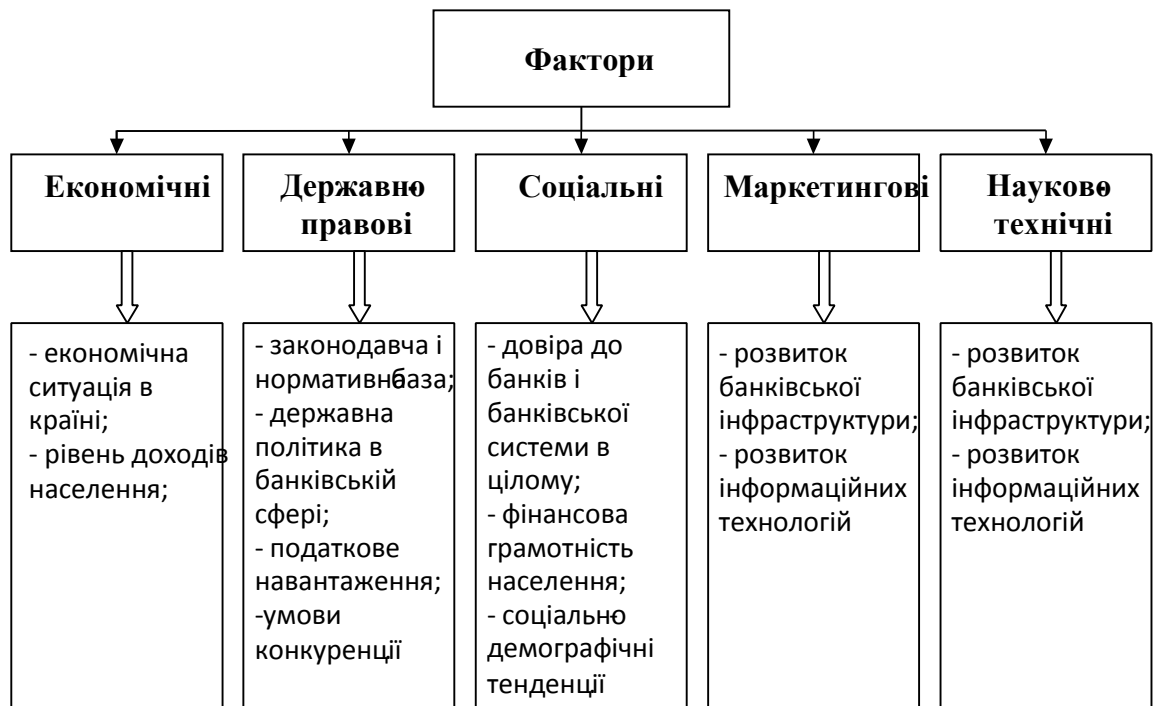 Фактори
Економічні
Державно-
правові
Соціальні
Маркетингові
Науково-
технічні
- економічна
ситуація в
країні;
- рівень доходів
населення;
- законодавча і
нормативна база;
- державна
політика в
банківській
сфері;
- податкове
навантаження;
-умови
конкуренції
- довіра до
банків і
банківської
системи в
цілому;
- фінансова
грамотність
населення;
- соціально-
демографічні
тенденції
- розвиток
банківської
інфраструктури;
- розвиток
інформаційних
технологій
- розвиток
банківської
інфраструктури;
- розвиток
інформаційних
технологій